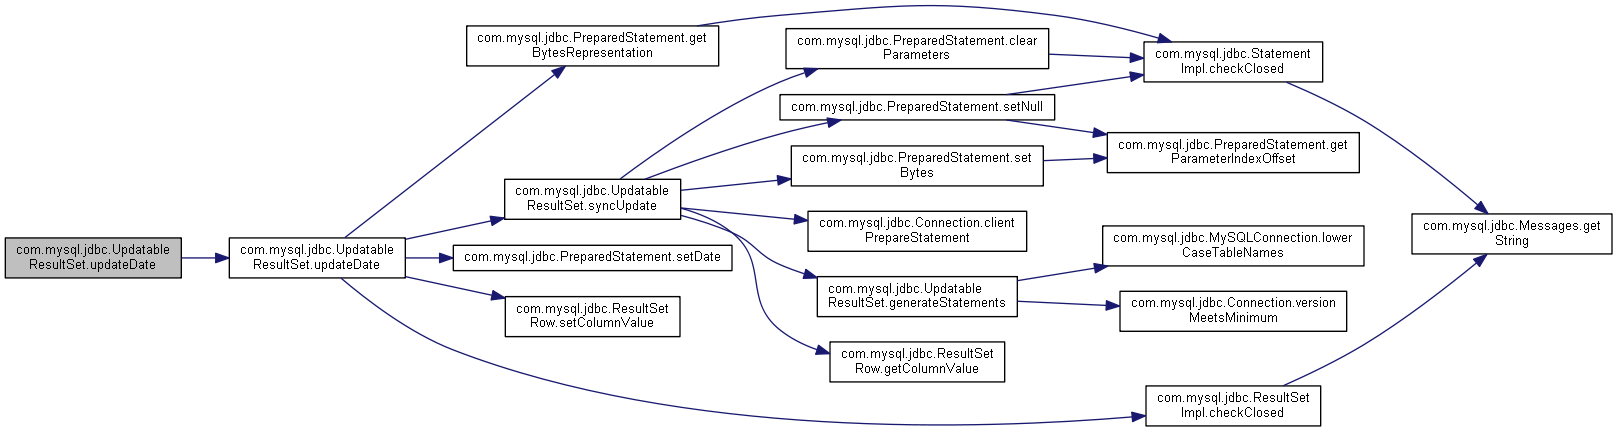 com.mysql.jdbc.Updatable
ResultSet.updateDate
com.mysql.jdbc.Updatable
ResultSet.updateDate
com.mysql.jdbc.PreparedStatement.get
BytesRepresentation
com.mysql.jdbc.Updatable
ResultSet.syncUpdate
com.mysql.jdbc.PreparedStatement.setDate
com.mysql.jdbc.ResultSet
Row.setColumnValue
com.mysql.jdbc.PreparedStatement.clear
Parameters
com.mysql.jdbc.PreparedStatement.setNull
com.mysql.jdbc.PreparedStatement.set
Bytes
com.mysql.jdbc.Connection.client
PrepareStatement
com.mysql.jdbc.Updatable
ResultSet.generateStatements
com.mysql.jdbc.ResultSet
Row.getColumnValue
com.mysql.jdbc.Statement
Impl.checkClosed
com.mysql.jdbc.PreparedStatement.get
ParameterIndexOffset
com.mysql.jdbc.MySQLConnection.lower
CaseTableNames
com.mysql.jdbc.Connection.version
MeetsMinimum
com.mysql.jdbc.ResultSet
Impl.checkClosed
com.mysql.jdbc.Messages.get
String